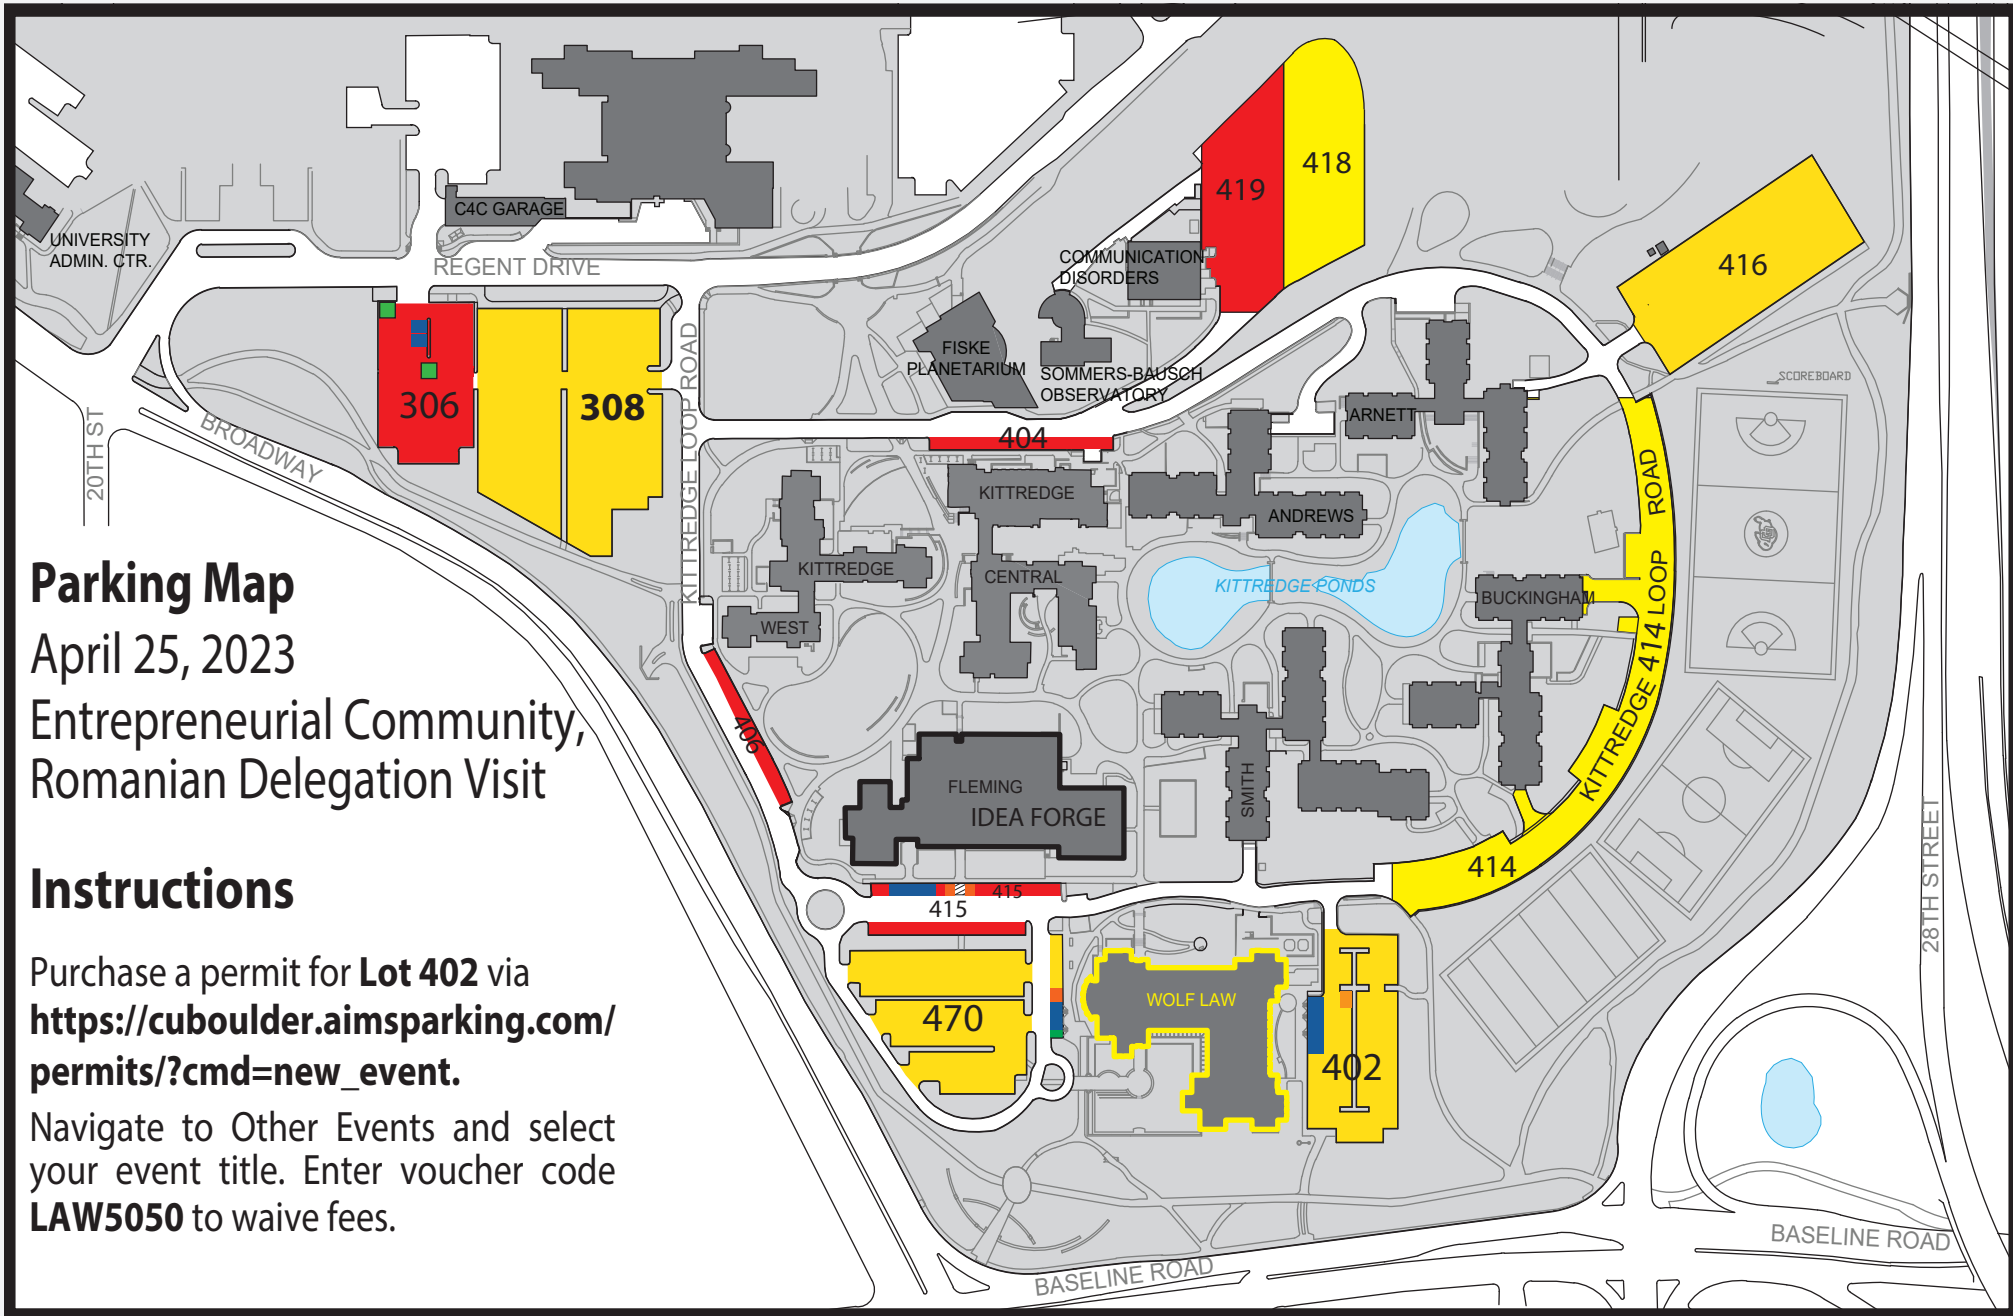 418
419
C4C GARAGE
UNIVERSITY
ADMIN. CTR.
REGENT DRIVE
COMMUNICATION
DISORDERS
416
306
308
FISKE
PLANETARIUM
SOMMERS-BAUSCH
OBSERVATORY
SCOREBOARD
20TH ST
BROADWAY
KITTREDGE LOOP ROAD
404
ARNETT
KITTREDGE
ANDREWS
KITTREDGE
CENTRAL
KITTREDGE PONDS
BUCKINGHAM
WEST
KITTREDGE 414 LOOP ROAD
406
FLEMING
IDEA FORGE
SMITH
414
415
415
28TH STREET
470
WOLF LAW
402
BASELINE ROAD
BASELINE ROAD
Parking Map
April 25, 2023
Entrepreneurial Community,
Romanian Delegation Visit
Instructions
Purchase a permit for Lot 402 via
https://cuboulder.aimsparking.com/
permits/?cmd=new_event.
Navigate to Other Events and select
your event title. Enter voucher code
LAW5050 to waive fees.